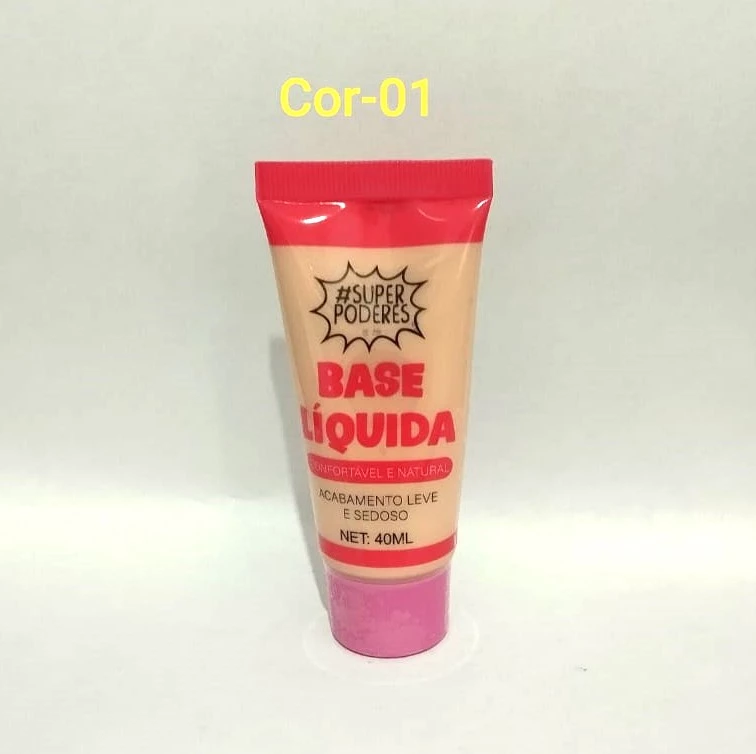 Cor-01
#SUPER
PODERES
BASE
LÍQUIDA
CONFORTÁVEL E NATURAL
ACABAMENTO LEVE
E SEDOSO
NET: 40ML